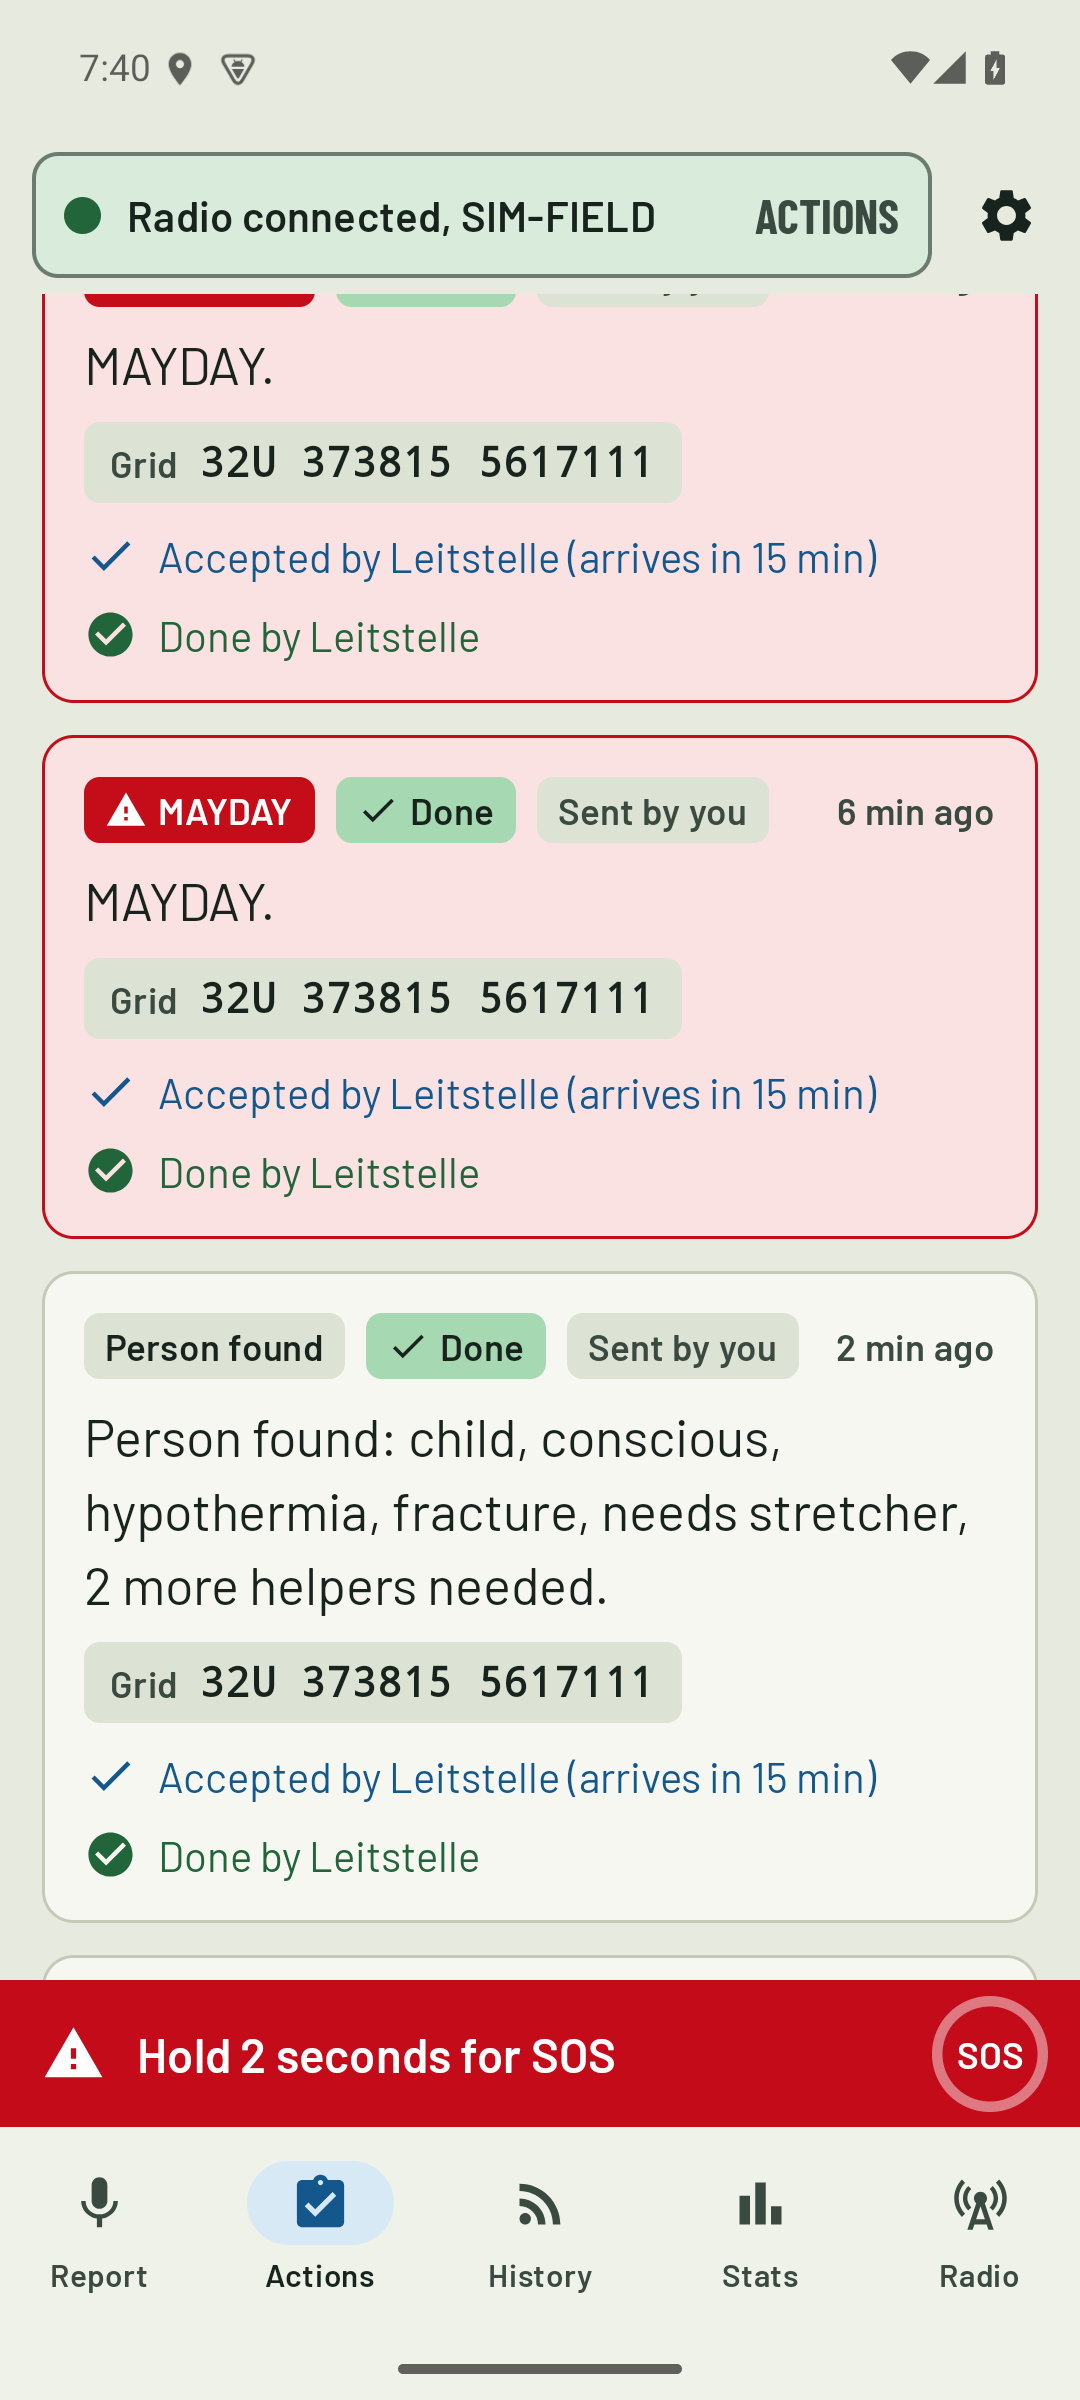 7:40
Radio connected, SIM-FIELD ACTIONS
MAYDAY.
Grid 32U 373815 5617111
Accepted by Leitstelle (arrives in 15 min)
Done by Leitstelle
MAYDAY Done Sent by you 6 min ago
MAYDAY.
Grid 32U 373815 5617111
Accepted by Leitstelle (arrives in 15 min)
Done by Leitstelle
Person found Done Sent by you 2 min ago
Person found: child, conscious,
hypothermia, fracture, needs stretcher,
2 more helpers needed.
Grid 32U 373815 5617111
Accepted by Leitstelle (arrives in 15 min)
Done by Leitstelle
Hold 2 seconds for SOS SOS
Report Actions History Stats Radio